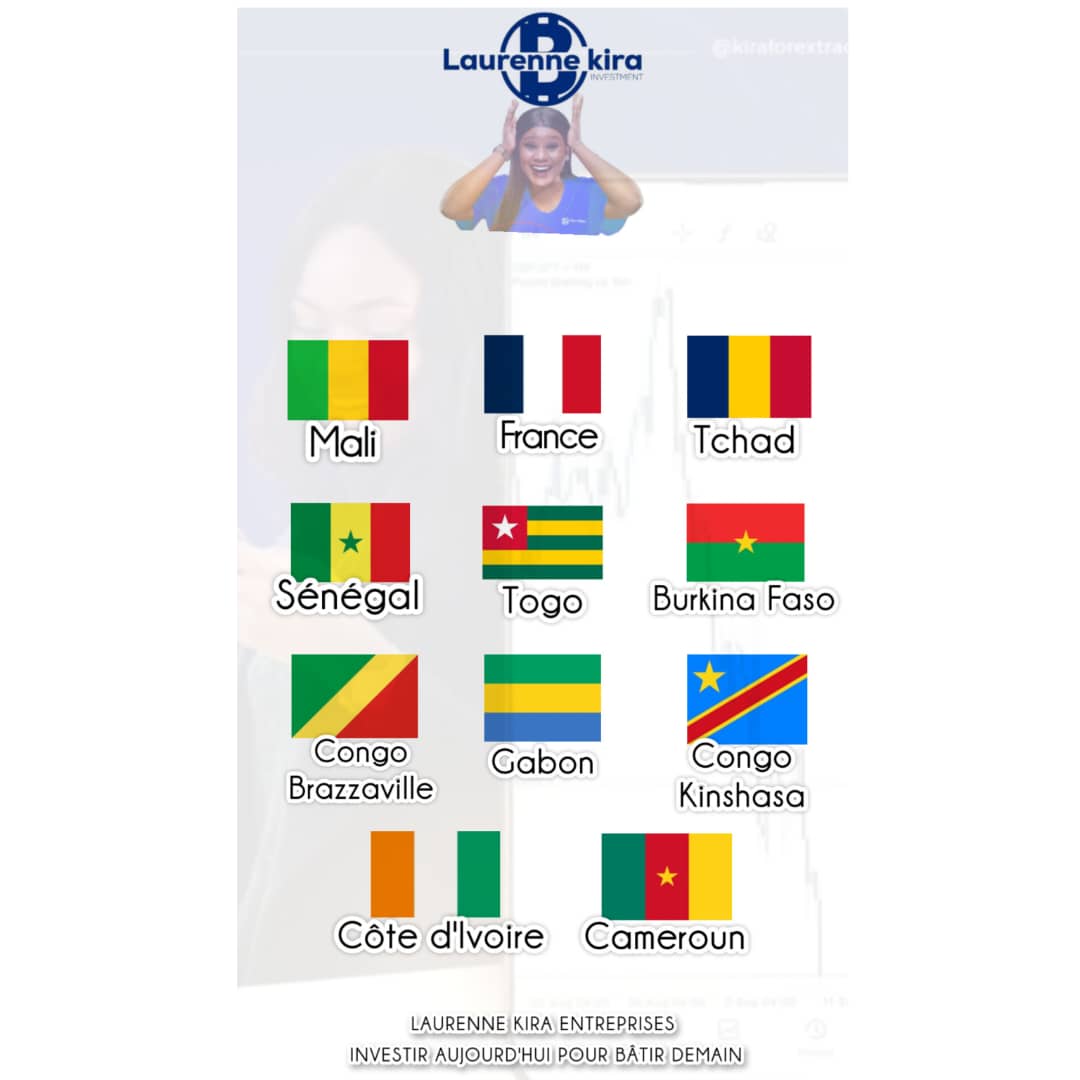 @kiraforextrad
Laurenne kira
INVESTMENT
Mali
France
Tchad
Sénégal
Togo
Burkina Faso
Congo
Brazzaville
Gabon
Congo
Kinshasa
Côte d'Ivoire
Cameroun
LAURENNE KIRA ENTREPRISES
INVESTIR AUJOURD'HUI POUR BÂTIR DEMAIN